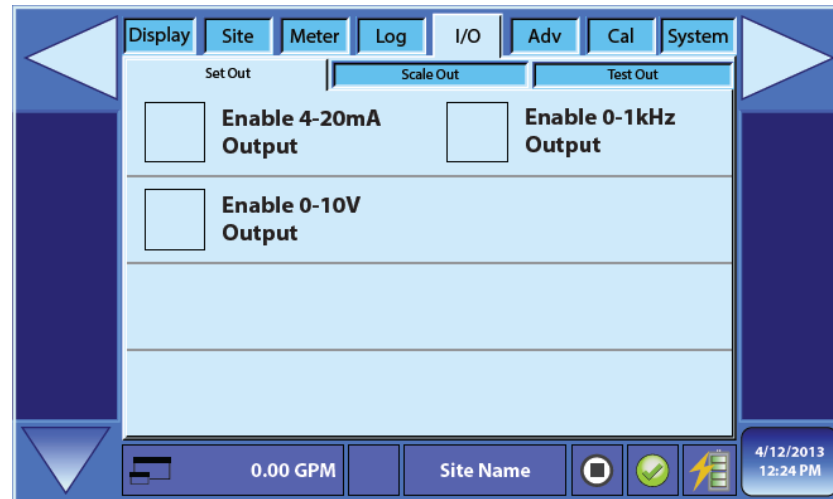 Display Site Meter Log I/O Adv Cal System
Set Out Scale Out Test Out
Enable 4-20mA
Output
Enable 0-1kHz
Output
Enable 0-10V
Output
0.00 GPM Site Name
4/12/2013
12:24 PM